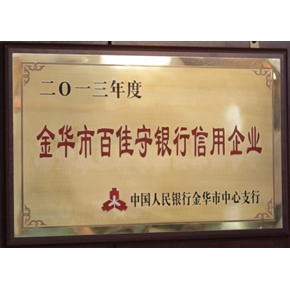 二〇一三年度
金华市百佳守银行信用企业
中国人民银行金华市中心支行